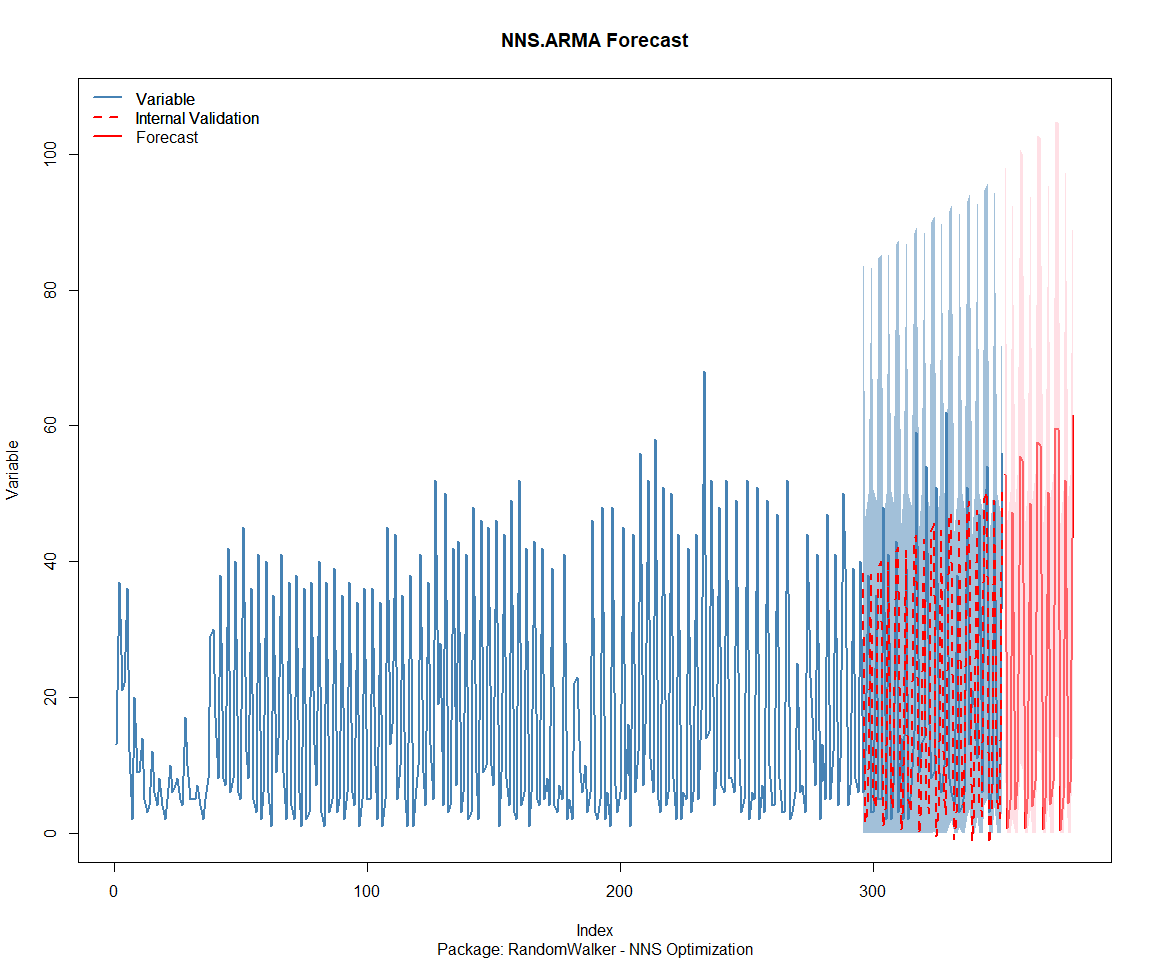 NNS.ARMA Forecast
Variable
Internal Validation
Forecast
Variable
100
80
60
40
20
0
0 100 200 300
Index
Package: RandomWalker - NNS Optimization